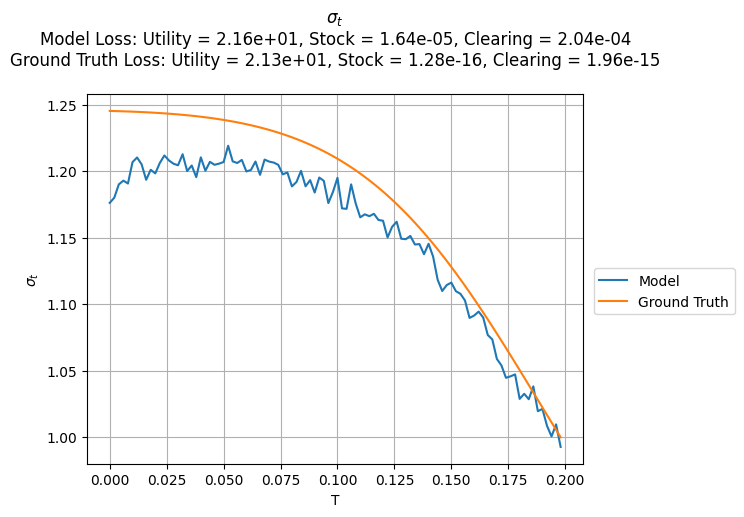 σt
Model Loss: Utility = 2.16e+01, Stock = 1.64e-05, Clearing = 2.04e-04
Ground Truth Loss: Utility = 2.13e+01, Stock = 1.28e-16, Clearing = 1.96e-15
1.25
1.20
1.15
1.10
1.05
1.00
σt
0.000 0.025 0.050 0.075 0.100 0.125 0.150 0.175 0.200
T
Model
Ground Truth